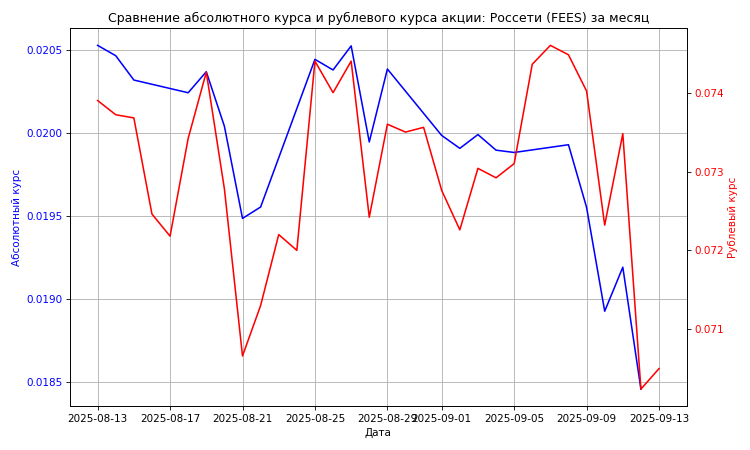 Сравнение абсолютного курса и рублевого курса акции: Россети (FEES) за месяц
0.0205
0.0200
0.0195
0.0190
0.0185
Абсолютный курс
0.074
0.073
0.072
0.071
Рублевый курс
2025-08-13 2025-08-17 2025-08-21 2025-08-25 2025-08-29 2025-09-01 2025-09-05 2025-09-09 2025-09-13
Дата